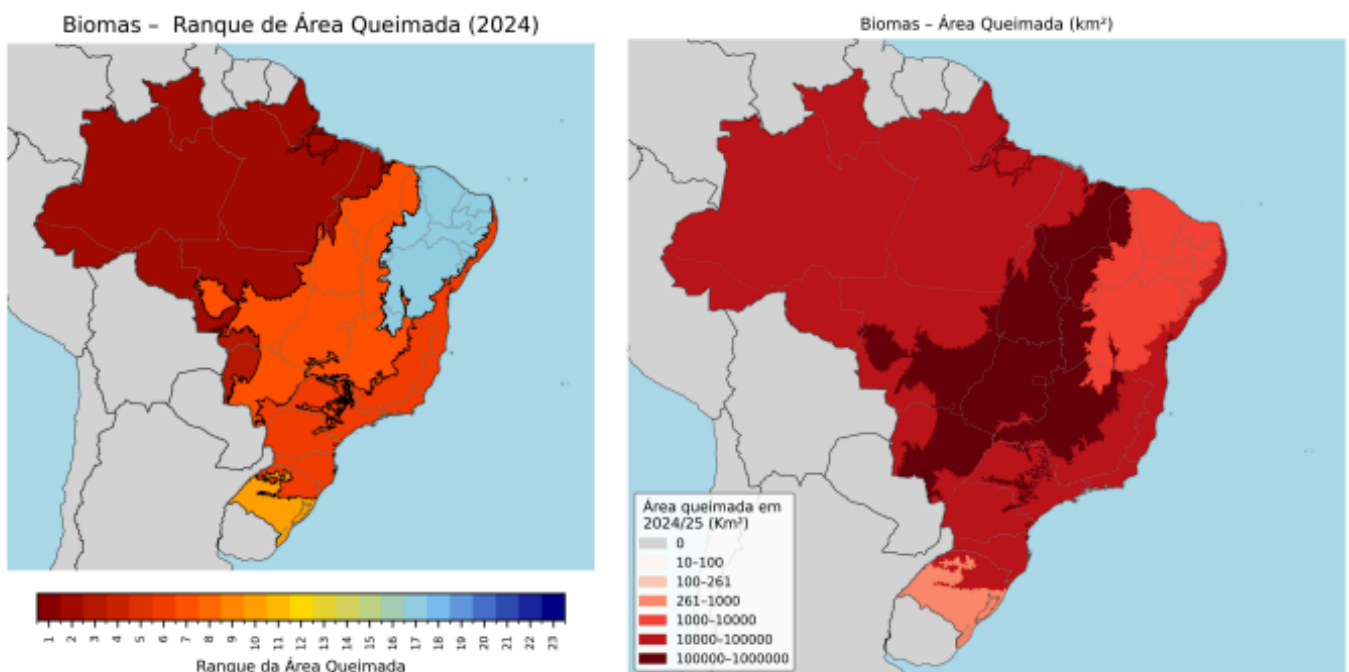 Biomas – Ranque de Área Queimada (2024)
1 2 3 4 5 6 7 8 9 10 11 12 13 14 15 16 17 18 19 20 21 22 23
Ranque da Área Queimada
Biomas – Área Queimada (km²)
Área queimada em
2024/25 (Km²)
0
10–100
100–261
261–1000
1000–10000
10000–100000
100000–1000000